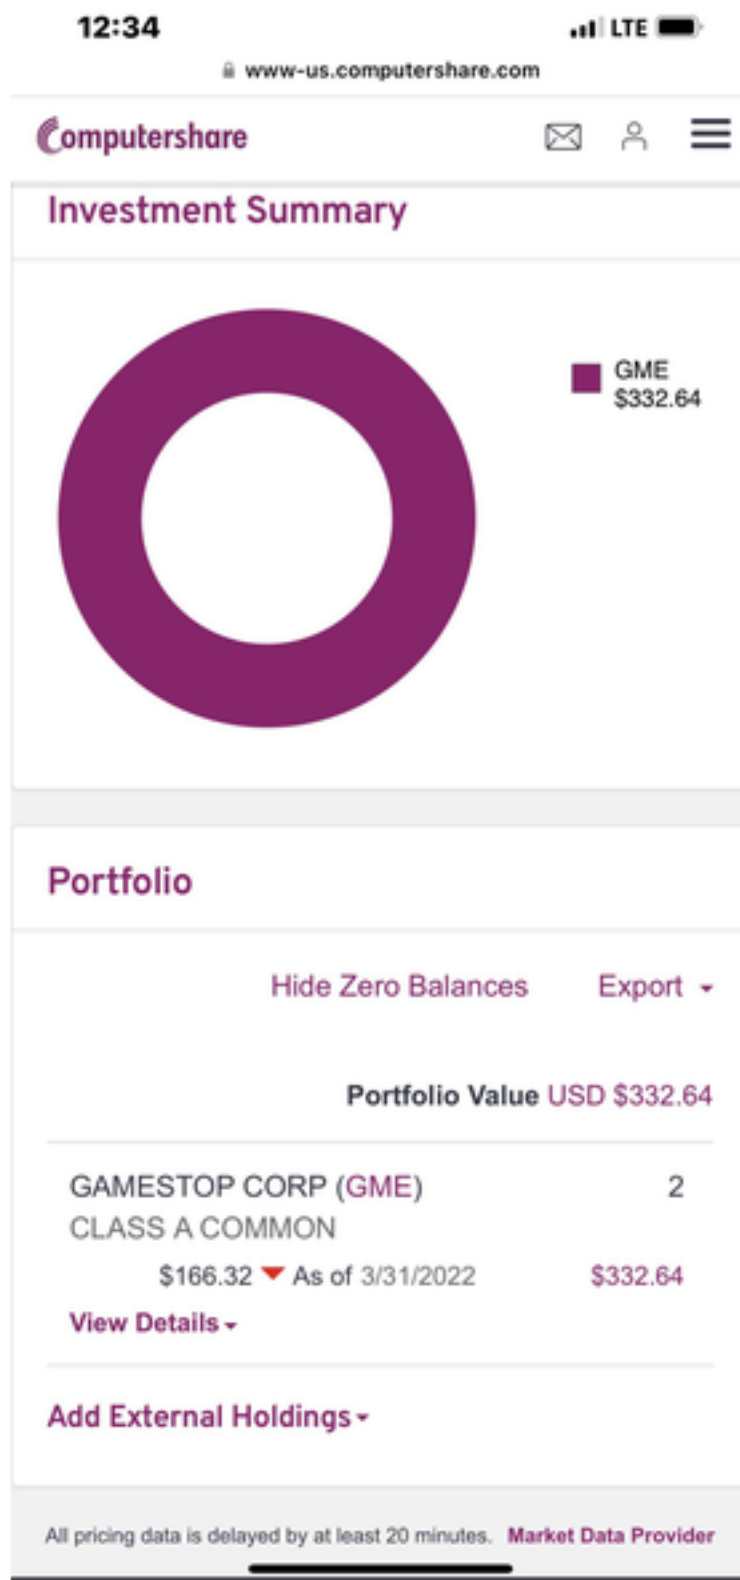 12:34
LTE
www-us.computershare.com
Computershare
Investment Summary
GME
$332.64
Portfolio
Hide Zero Balances Export
Portfolio Value USD $332.64
GAMESTOP CORP (GME) 2
CLASS A COMMON
$166.32 As of 3/31/2022 $332.64
View Details
Add External Holdings
All pricing data is delayed by at least 20 minutes. Market Data Provider